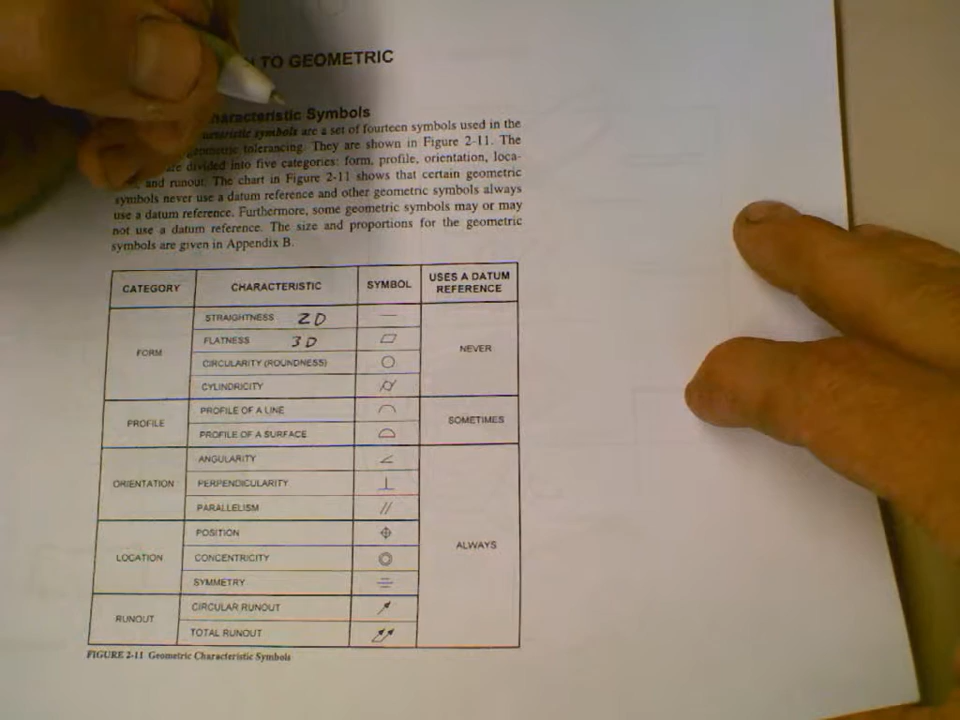 TO GEOMETRIC
Characteristic Symbols
are a set of fourteen symbols used in the
tolerancing. They are shown in Figure 2-11. The
are divided into five categories: form, profile, orientation, loca-
and runout. The chart in Figure 2-11 shows that certain geometric
symbols never use a datum reference and other geometric symbols always
use a datum reference. Furthermore, some geometric symbols may or may
not use a datum reference. The size and proportions for the geometric
symbols are given in Appendix B.
CATEGORY CHARACTERISTIC SYMBOL USES A DATUM REFERENCE
FORM STRAIGHTNESS 2D NEVER
FLATNESS 3D
CIRCULARITY (ROUNDNESS)
CYLINDRICITY
PROFILE PROFILE OF A LINE SOMETIMES
PROFILE OF A SURFACE
ORIENTATION ANGULARITY ALWAYS
PERPENDICULARITY
PARALLELISM
LOCATION POSITION
CONCENTRICITY
SYMMETRY
RUNOUT CIRCULAR RUNOUT
TOTAL RUNOUT
FIGURE 2-11 Geometric Characteristic Symbols